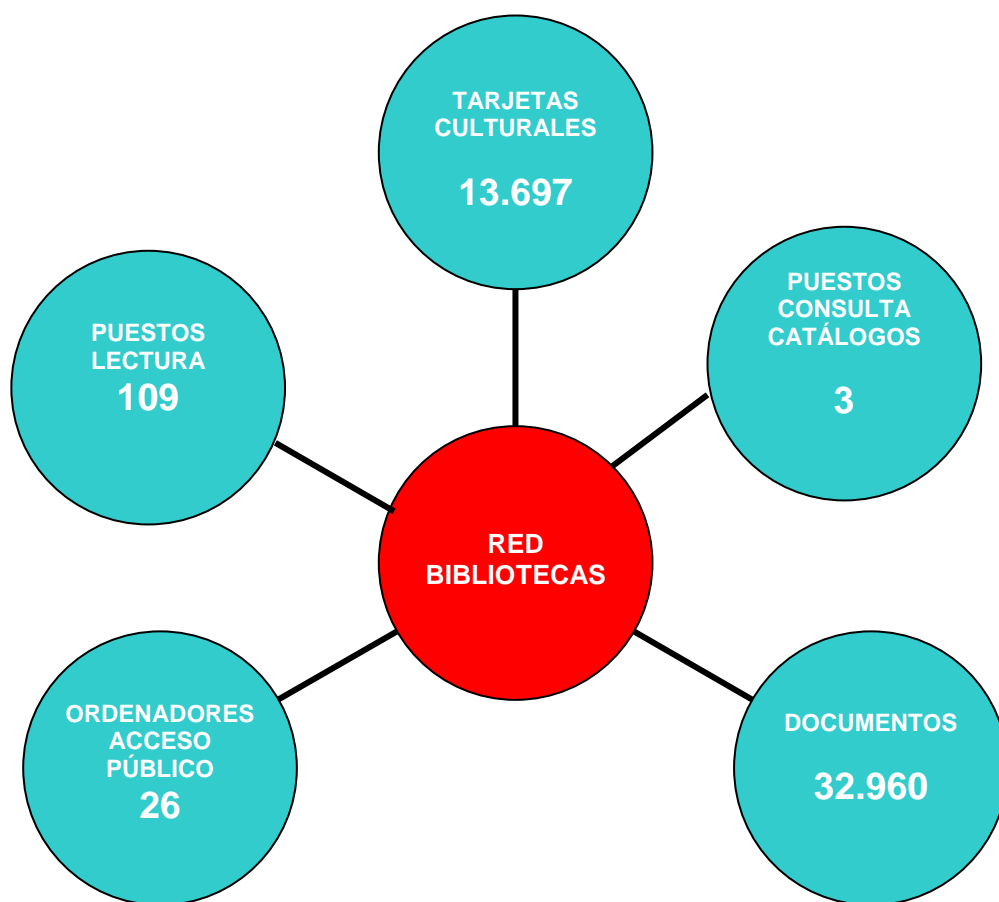 TARJETAS
CULTURALES
13.697
PUESTOS
CONSULTA
CATÁLOGOS
3
PUESTOS
LECTURA
109
RED
BIBLIOTECAS
ORDENADORES
ACCESO
PÚBLICO
26
DOCUMENTOS
32.960